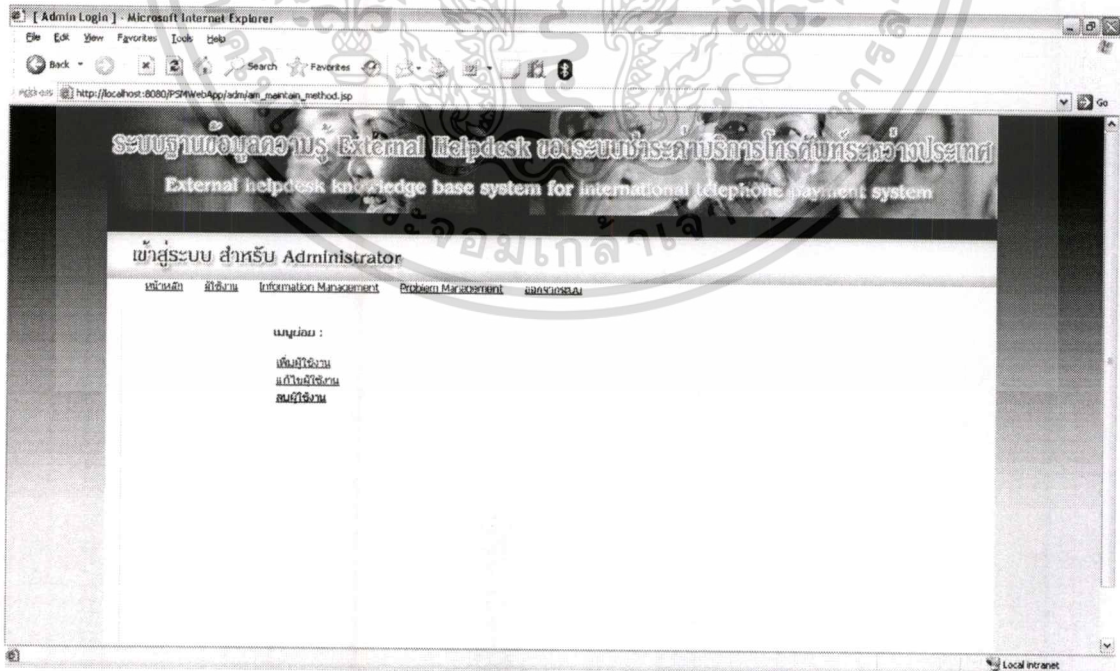 [ Admin Login ] - Microsoft Internet Explorer
File Edit View Favorites Tools Help
Back Search Favorites
Address http://localhost:8080/PSMWebApp/adm/am_maintain_method.jsp Go
ระบบฐานข้อมูลความรู้ External Helpdesk ของระบบชำระค่าบริการโทรศัพท์ระหว่างประเทศ
External helpdesk knowledge base system for international telephone payment system
เข้าสู่ระบบ สำหรับ Administrator
หน้าหลัก ผู้ใช้งาน Information Management Problem Management ออกจากระบบ
เมนูย่อย :
เพิ่มผู้ใช้งาน
แก้ไขผู้ใช้งาน
ลบผู้ใช้งาน
Local intranet